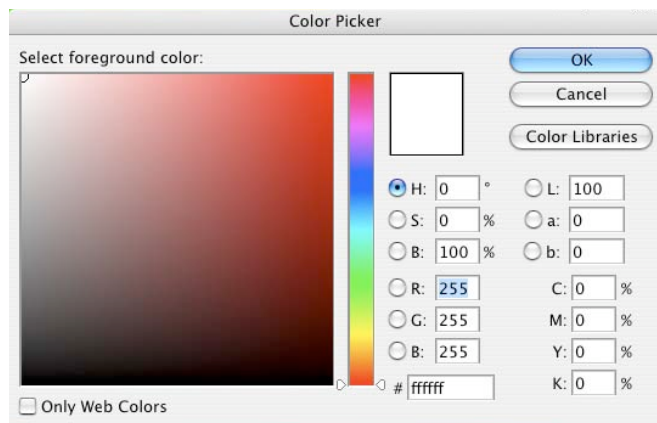 Color Picker
Select foreground color:
OK
Cancel
Color Libraries
H: 0 °
L: 100
S: 0 %
a: 0
B: 100 %
b: 0
R: 255
C: 0 %
G: 255
M: 0 %
B: 255
Y: 0 %
# ffffff
K: 0 %
Only Web Colors